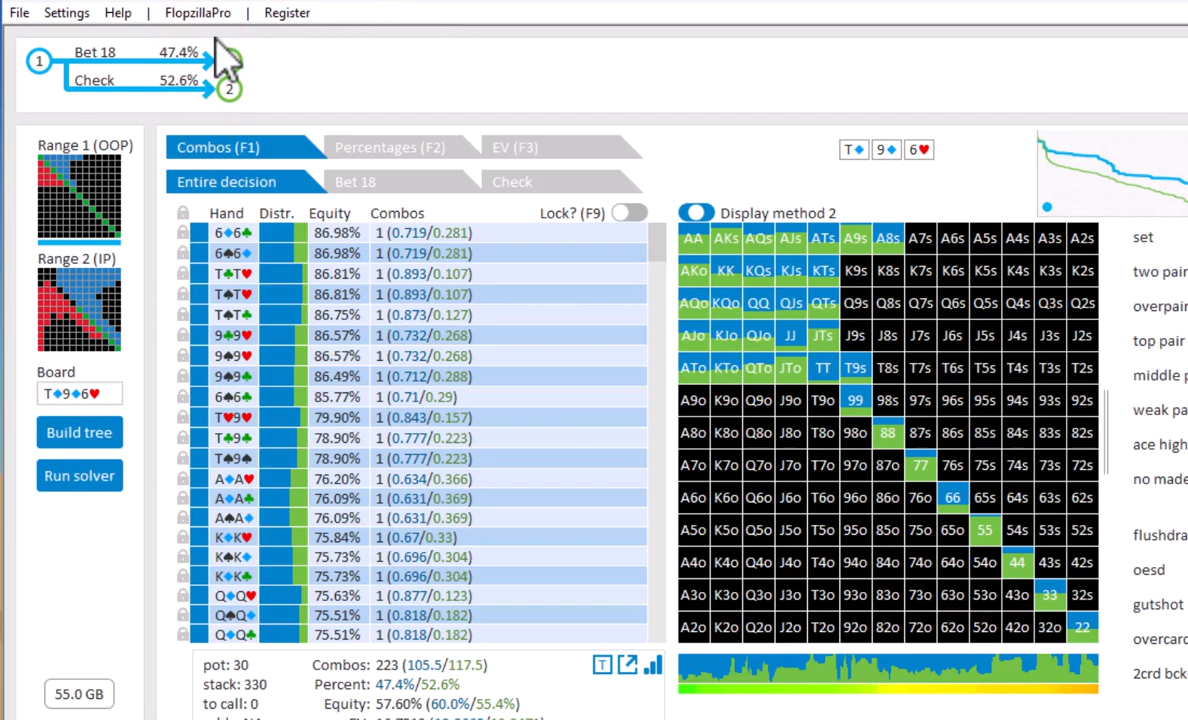 File Settings Help | FlopzillaPro | Register
1 Bet 18 47.4%
Check 52.6% 2
Range 1 (OOP)
Range 2 (IP)
Board
T♦9♦6♥
Build tree
Run solver
55.0 GB
Combos (F1) Percentages (F2) EV (F3)
T♦ 9♦ 6♥
Entire decision Bet 18 Check
Hand Distr. Equity Combos Lock? (F9)
6♦6♣ 86.98% 1 (0.719/0.281)
6♠6♦ 86.98% 1 (0.719/0.281)
T♣T♥ 86.81% 1 (0.893/0.107)
T♠T♥ 86.81% 1 (0.893/0.107)
T♠T♣ 86.75% 1 (0.873/0.127)
9♣9♥ 86.57% 1 (0.732/0.268)
9♠9♥ 86.57% 1 (0.732/0.268)
9♠9♣ 86.49% 1 (0.712/0.288)
6♠6♣ 85.77% 1 (0.71/0.29)
T♥9♥ 79.90% 1 (0.843/0.157)
T♣9♣ 78.90% 1 (0.777/0.223)
T♠9♠ 78.90% 1 (0.777/0.223)
A♦A♥ 76.20% 1 (0.634/0.366)
A♦A♣ 76.09% 1 (0.631/0.369)
A♠A♦ 76.09% 1 (0.631/0.369)
K♦K♥ 75.84% 1 (0.67/0.33)
K♠K♦ 75.73% 1 (0.696/0.304)
K♦K♣ 75.73% 1 (0.696/0.304)
Q♦Q♥ 75.63% 1 (0.877/0.123)
Q♠Q♦ 75.51% 1 (0.818/0.182)
Q♦Q♣ 75.51% 1 (0.818/0.182)
pot: 30 Combos: 223 (105.5/117.5)
stack: 330 Percent: 47.4%/52.6%
to call: 0 Equity: 57.60% (60.0%/55.4%)
Display method 2
AA AKs AQs AJs ATs A9s A8s A7s A6s A5s A4s A3s A2s
AKo KK KQs KJs KTs K9s K8s K7s K6s K5s K4s K3s K2s
AQo KQo QQ QJs QTs Q9s Q8s Q7s Q6s Q5s Q4s Q3s Q2s
AJo KJo QJo JJ JTs J9s J8s J7s J6s J5s J4s J3s J2s
ATo KTo QTo JTo TT T9s T8s T7s T6s T5s T4s T3s T2s
A9o K9o Q9o J9o T9o 99 98s 97s 96s 95s 94s 93s 92s
A8o K8o Q8o J8o T8o 98o 88 87s 86s 85s 84s 83s 82s
A7o K7o Q7o J7o T7o 97o 87o 77 76s 75s 74s 73s 72s
A6o K6o Q6o J6o T6o 96o 86o 76o 66 65s 64s 63s 62s
A5o K5o Q5o J5o T5o 95o 85o 75o 65o 55 54s 53s 52s
A4o K4o Q4o J4o T4o 94o 84o 74o 64o 54o 44 43s 42s
A3o K3o Q3o J3o T3o 93o 83o 73o 63o 53o 43o 33 32s
A2o K2o Q2o J2o T2o 92o 82o 72o 62o 52o 42o 32o 22
set
two pair
overpair
top pair
middle p
weak pa
ace high
no made
flushdra
oesd
gutshot
overcard
2crd bck